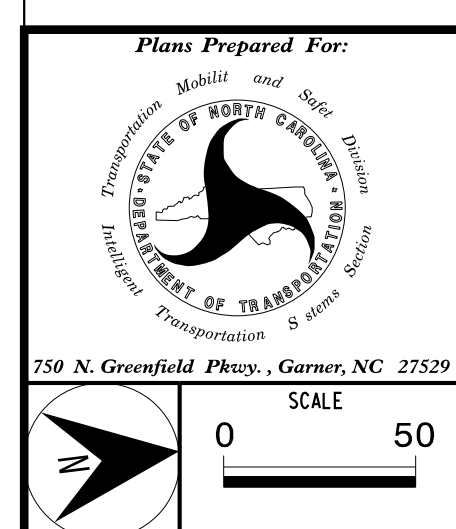 Plans Prepared For:
Transportation Mobilit and Safet Division
STATE OF NORTH CAROLINA
DEPARTMENT OF TRANSPORTATION
Intelligent Transportation S stems Section
750 N. Greenfield Pkwy. , Garner, NC 27529
SCALE
0 50
N